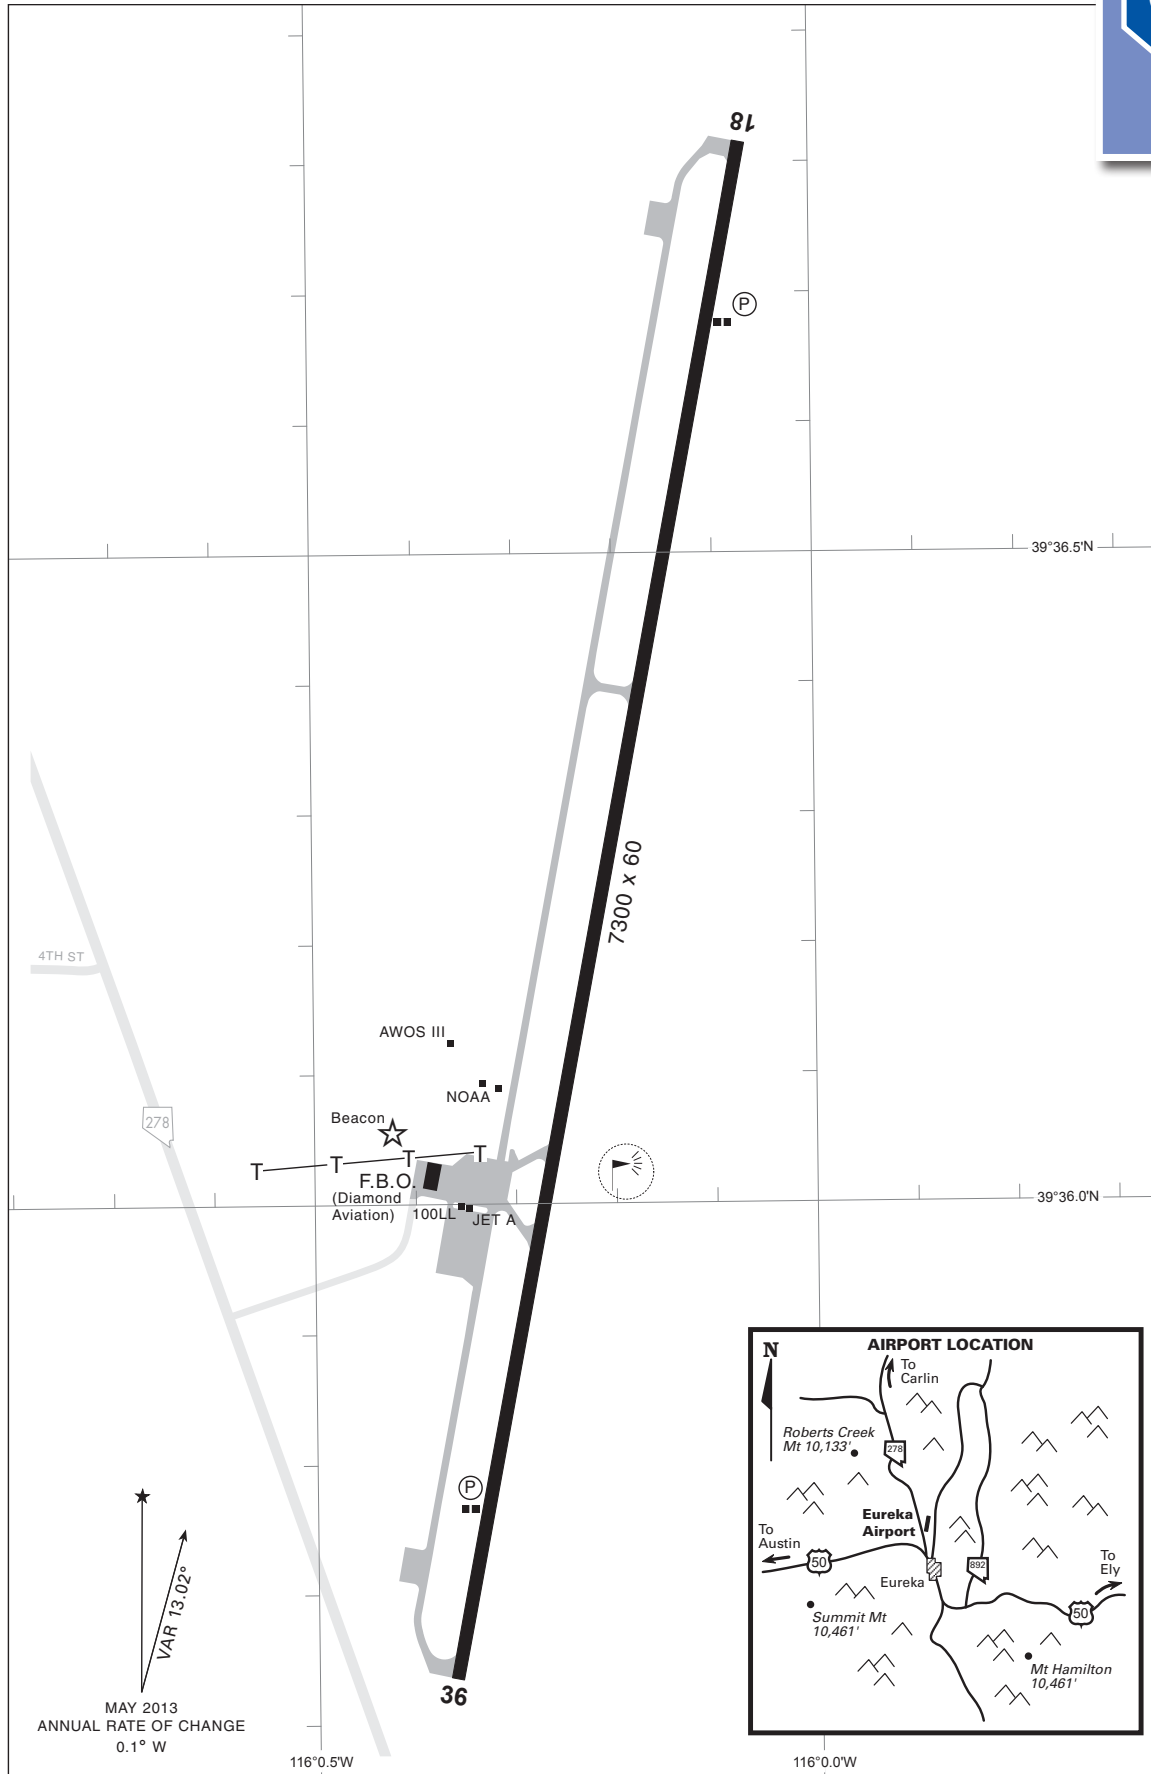 18
P
39°36.5'N
7300 x 60
4TH ST
AWOS III
NOAA
Beacon
278
T
T
T
T
F.B.O.
(Diamond
Aviation)
100LL
JET A
39°36.0'N
P
36
VAR 13.02°
MAY 2013
ANNUAL RATE OF CHANGE
0.1° W
116°0.5'W
116°0.0'W
AIRPORT LOCATION
N
To
Carlin
Roberts Creek
Mt 10,133'
278
Eureka
Airport
To
Austin
50
Eureka
892
To
Ely
50
Summit Mt
10,461'
Mt Hamilton
10,461'